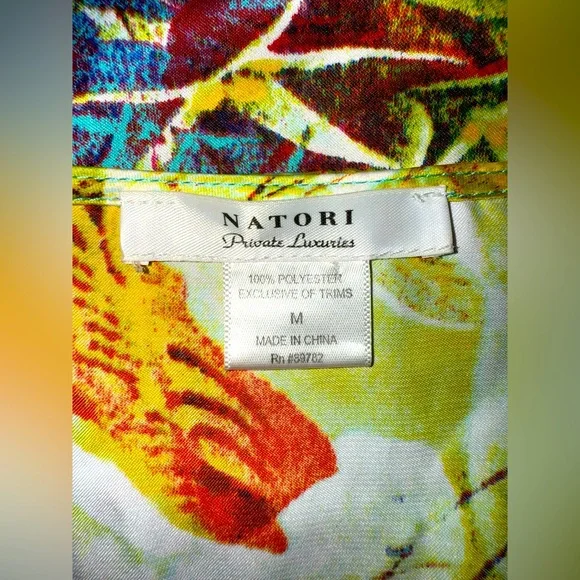 NATORI
Private Luxuries
100% POLYESTER
EXCLUSIVE OF TRIMS
M
MADE IN CHINA
Rn #89782